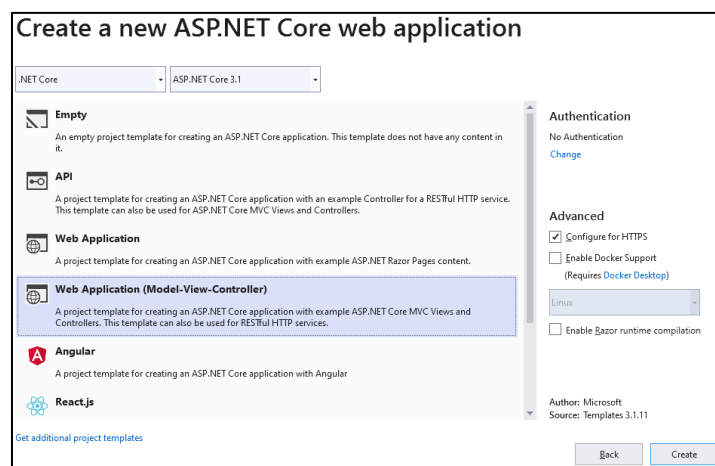 Create a new ASP.NET Core web application
.NET Core
ASP.NET Core 3.1
Empty
An empty project template for creating an ASP.NET Core application. This template does not have any content in
it.
API
A project template for creating an ASP.NET Core application with an example Controller for a RESTful HTTP service.
This template can also be used for ASP.NET Core MVC Views and Controllers.
Web Application
A project template for creating an ASP.NET Core application with example ASP.NET Razor Pages content.
Web Application (Model-View-Controller)
A project template for creating an ASP.NET Core application with example ASP.NET Core MVC Views and
Controllers. This template can also be used for RESTful HTTP services.
Angular
A project template for creating an ASP.NET Core application with Angular
React.js
Get additional project templates
Authentication
No Authentication
Change
Advanced
Configure for HTTPS
Enable Docker Support
(Requires Docker Desktop)
Linux
Enable Razor runtime compilation
Author: Microsoft
Source: Templates 3.1.11
Back
Create